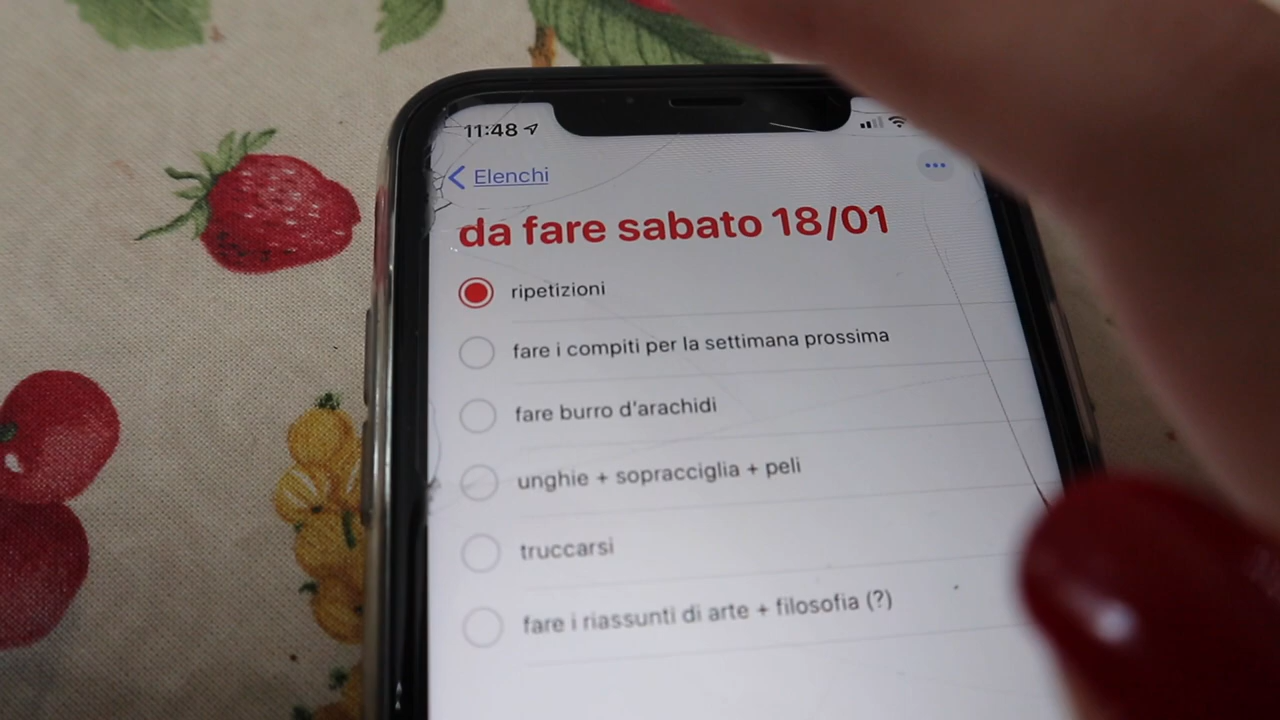 11:48
Elenchi
da fare sabato 18/01
ripetizioni
fare i compiti per la settimana prossima
fare burro d'arachidi
unghie + sopracciglia + peli
truccarsi
fare i riassunti di arte + filosofia (?)